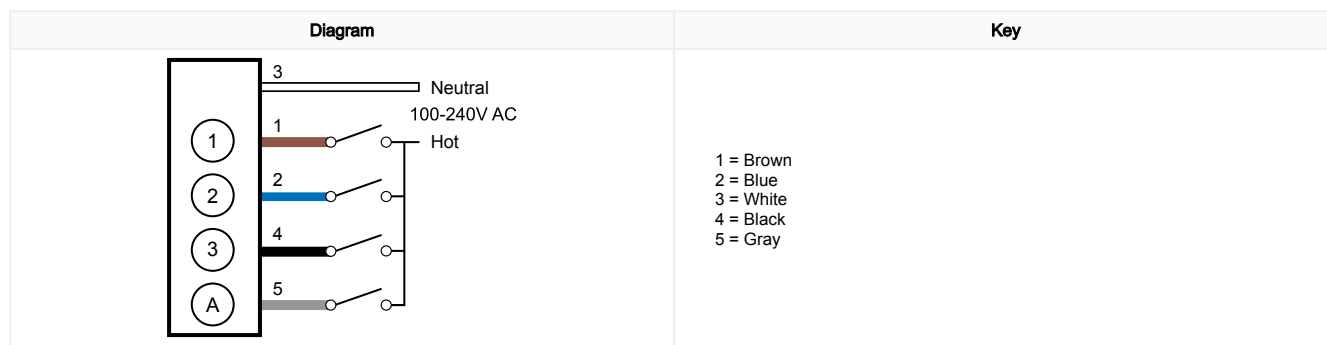 Diagram
Key
3
Neutral
100-240V AC
1
1
Hot
2
2
3
4
A
5
1 = Brown
2 = Blue
3 = White
4 = Black
5 = Gray